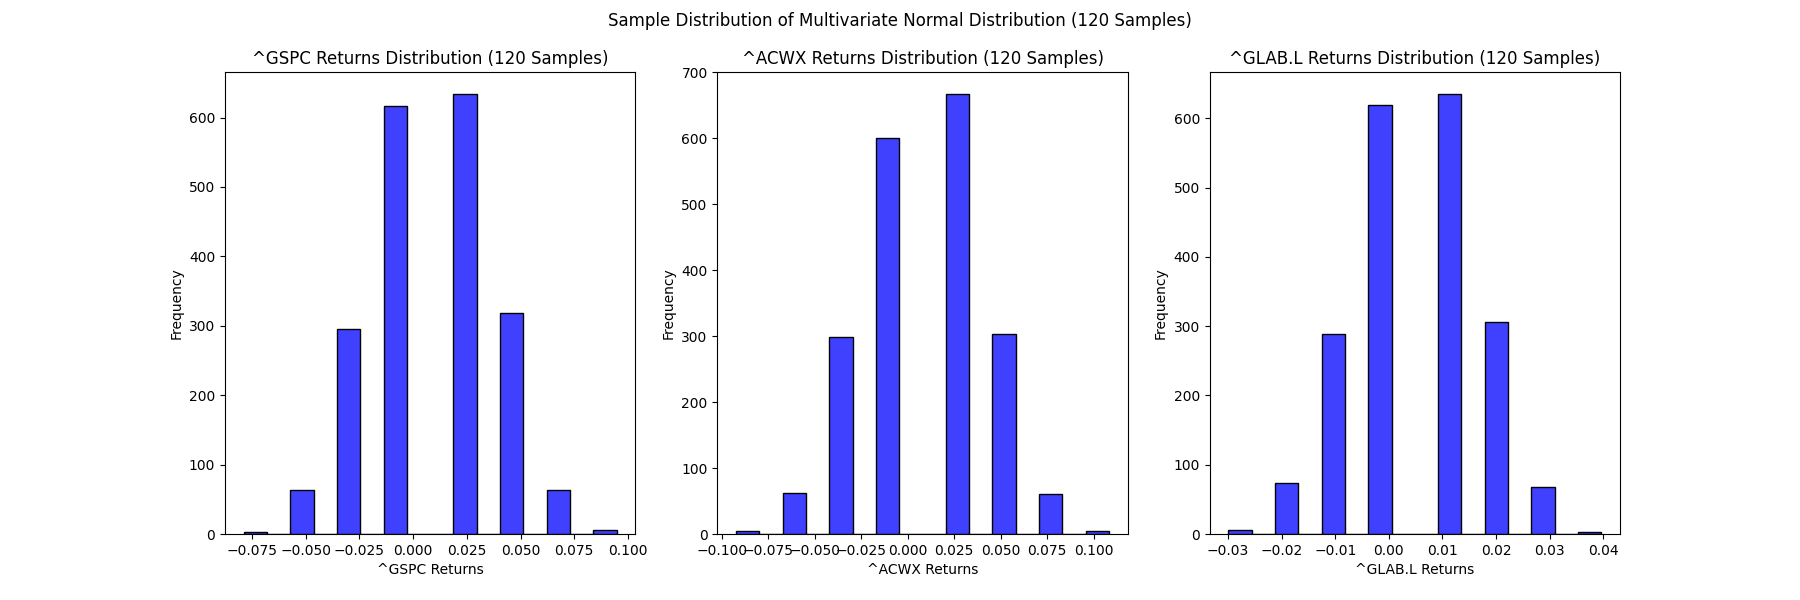 Sample Distribution of Multivariate Normal Distribution (120 Samples)
^GSPC Returns Distribution (120 Samples)
600
500
400
300
200
100
0
Frequency
−0.075 −0.050 −0.025 0.000 0.025 0.050 0.075 0.100
^GSPC Returns
^ACWX Returns Distribution (120 Samples)
700
600
500
400
300
200
100
0
Frequency
−0.100 −0.075 −0.050 −0.025 0.000 0.025 0.050 0.075 0.100
^ACWX Returns
^GLAB.L Returns Distribution (120 Samples)
600
500
400
300
200
100
0
Frequency
−0.03 −0.02 −0.01 0.00 0.01 0.02 0.03 0.04
^GLAB.L Returns